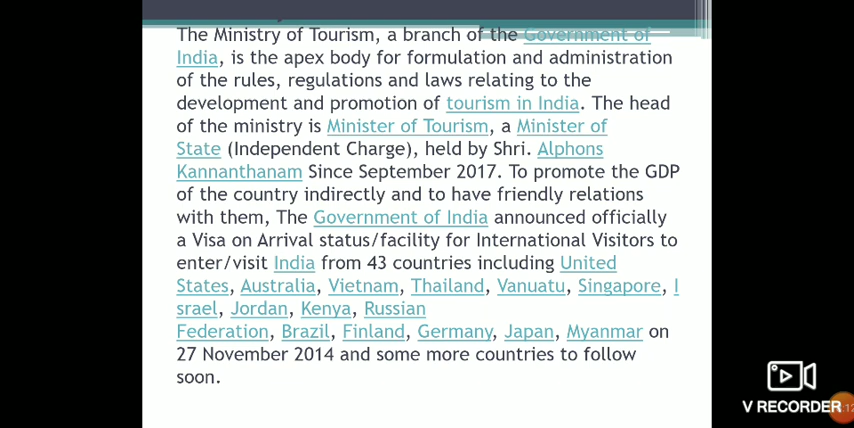 The Ministry of Tourism, a branch of the Government of
India, is the apex body for formulation and administration
of the rules, regulations and laws relating to the
development and promotion of tourism in India. The head
of the ministry is Minister of Tourism, a Minister of
State (Independent Charge), held by Shri. Alphons
Kannanthanam Since September 2017. To promote the GDP
of the country indirectly and to have friendly relations
with them, The Government of India announced officially
a Visa on Arrival status/facility for International Visitors to
enter/visit India from 43 countries including United
States, Australia, Vietnam, Thailand, Vanuatu, Singapore, I
srael, Jordan, Kenya, Russian
Federation, Brazil, Finland, Germany, Japan, Myanmar on
27 November 2014 and some more countries to follow
soon.
V RECORDER